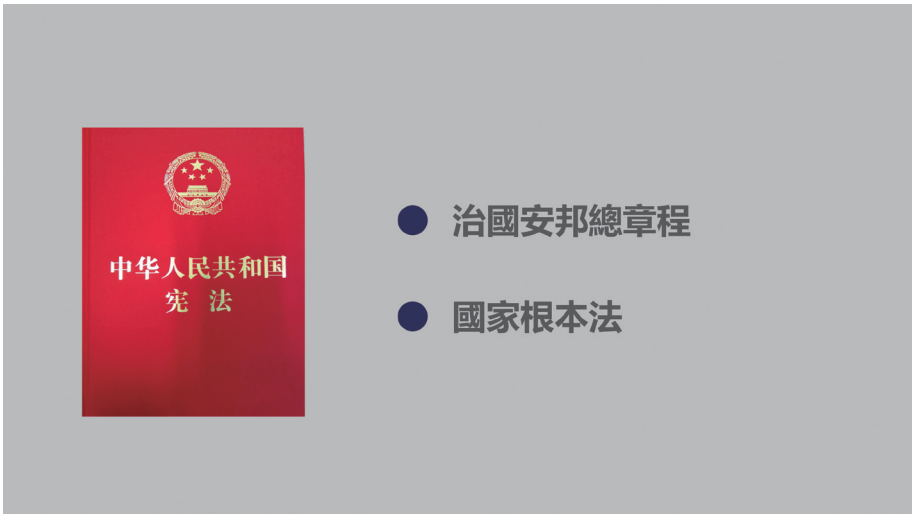 中华人民共和国
宪 法
治國安邦總章程
國家根本法